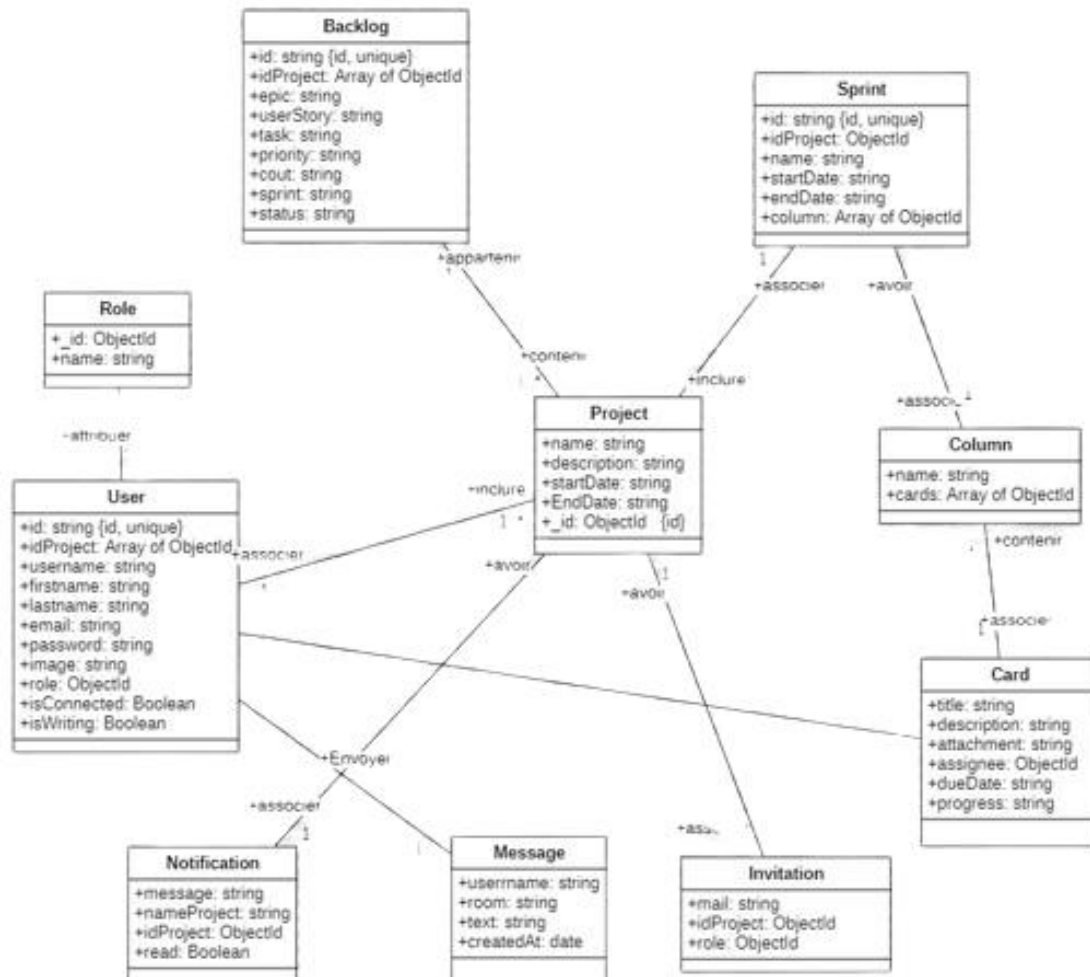 Backlog
+id: string {id, unique}
+idProject: Array of ObjectId
+epic: string
+userStory: string
+task: string
+priority: string
+cout: string
+sprint: string
+status: string
Sprint
+id: string {id, unique}
+idProject: ObjectId
+name: string
+startDate: string
+endDate: string
+column: Array of ObjectId
+appartenir
1
+associer
+avoir
Role
+_id: ObjectId
+name: string
+contenir
*
+inclure
+associer
1
Project
+name: string
+description: string
+startDate: string
+EndDate: string
+_id: ObjectId {id}
Column
+name: string
+cards: Array of ObjectId
+attribuer
User
+id: string {id, unique}
+idProject: Array of ObjectId
+username: string
+firstname: string
+lastname: string
+email: string
+password: string
+image: string
+role: ObjectId
+isConnected: Boolean
+isWriting: Boolean
+inclure
1 *
+associer
*
+avoir
1
+avoir
+contenir
+associer
1
Card
+title: string
+description: string
+attachment: string
+assignee: ObjectId
+dueDate: string
+progress: string
+Envoyer
+associer
1
Notification
+message: string
+nameProject: string
+idProject: ObjectId
+read: Boolean
Message
+userrname: string
+room: string
+text: string
+createdAt: date
Invitation
+mail: string
+idProject: ObjectId
+role: ObjectId